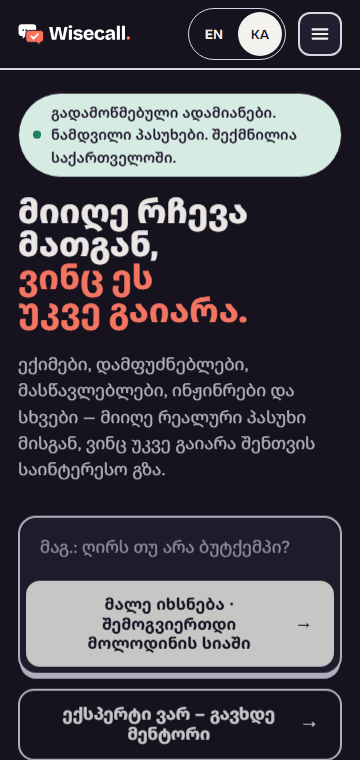 Wisecall.
EN
KA
გადამოწმებული ადამიანები.
ნამდვილი პასუხები. შექმნილია
საქართველოში.
მიიღე რჩევა
მათგან,
ვინც ეს
უკვე გაიარა.
ექიმები, დამფუძნებლები,
მასწავლებლები, ინჟინრები და
სხვები — მიიღე რეალური პასუხი
მისგან, ვინც უკვე გაიარა შენთვის
საინტერესო გზა.
მაგ.: ღირს თუ არა ბუტქემპი?
მალე იხსნება ·
შემოგვიერთდი
მოლოდინის სიაში
→
ექსპერტი ვარ – გავხდე
მენტორი
→